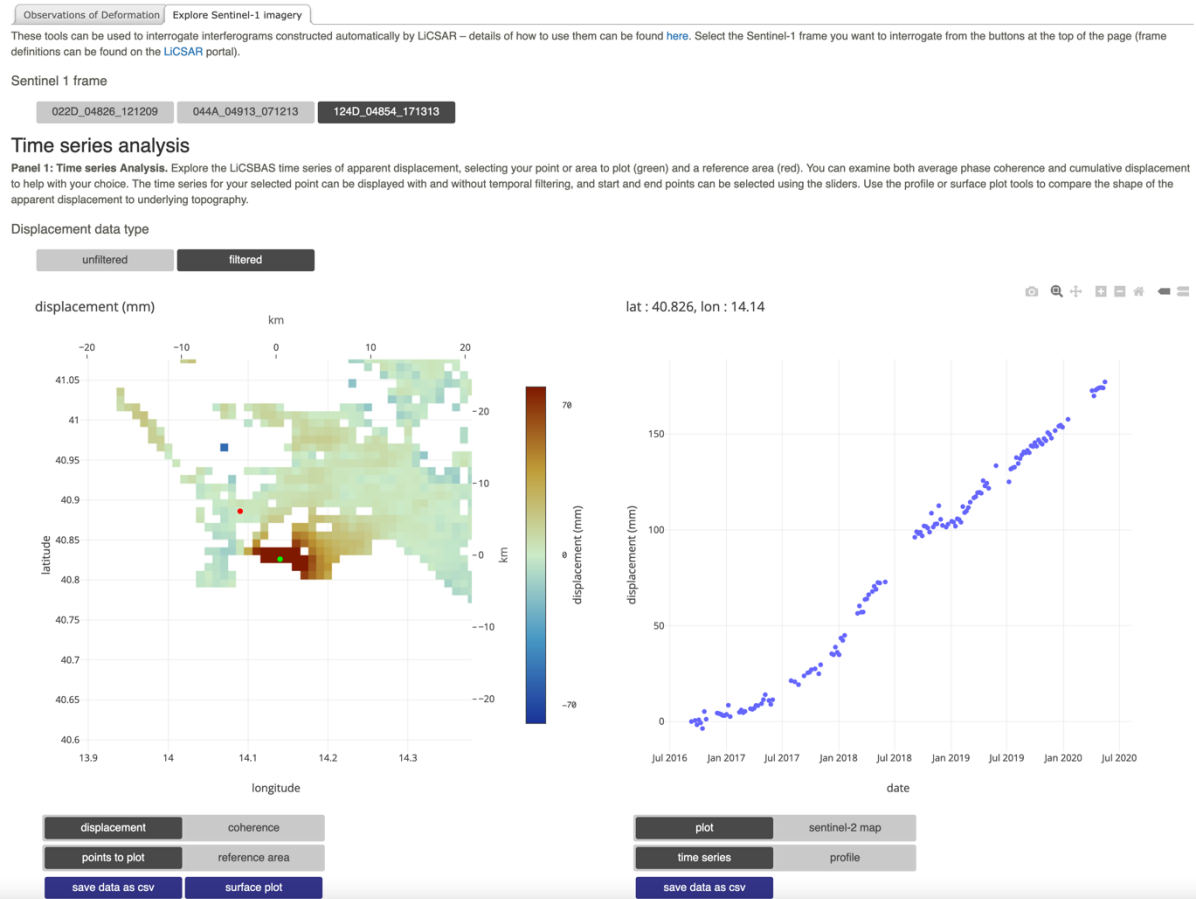 Observations of Deformation
Explore Sentinel-1 imagery
These tools can be used to interrogate interferograms constructed automatically by LiCSAR – details of how to use them can be found here. Select the Sentinel-1 frame you want to interrogate from the buttons at the top of the page (frame
definitions can be found on the LiCSAR portal).
Sentinel 1 frame
022D_04826_121209
044A_04913_071213
124D_04854_171313
Time series analysis
Panel 1: Time series Analysis. Explore the LiCSBAS time series of apparent displacement, selecting your point or area to plot (green) and a reference area (red). You can examine both average phase coherence and cumulative displacement
to help with your choice. The time series for your selected point can be displayed with and without temporal filtering, and start and end points can be selected using the sliders. Use the profile or surface plot tools to compare the shape of the
apparent displacement to underlying topography.
Displacement data type
unfiltered
filtered
displacement (mm)
km
−20
−10
0
10
20
41.05
41
40.95
40.9
40.85
40.8
40.75
40.7
40.65
40.6
latitude
13.9
14
14.1
14.2
14.3
longitude
20
10
0
−10
−20
km
70
0
−70
displacement (mm)
lat : 40.826, lon : 14.14
150
100
50
0
displacement (mm)
Jul 2016
Jan 2017
Jul 2017
Jan 2018
Jul 2018
Jan 2019
Jul 2019
Jan 2020
Jul 2020
date
displacement
coherence
points to plot
reference area
save data as csv
surface plot
plot
sentinel-2 map
time series
profile
save data as csv